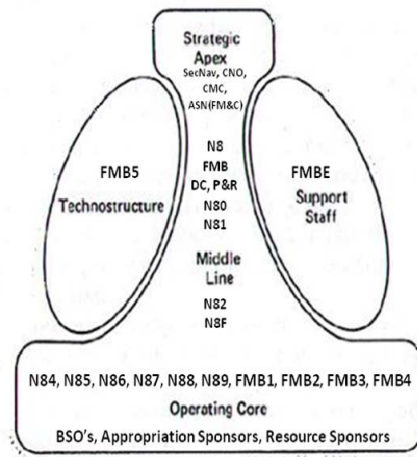 Strategic
Apex
SecNav, CNO,
CMC,
ASN(FM&C)
FMB5
Technostructure
N8
FMB
DC, P&R
N80
N81
Middle
Line
N82
N8F
FMBE
Support
Staff
N84, N85, N86, N87, N88, N89, FMB1, FMB2, FMB3, FMB4
Operating Core
BSO's, Appropriation Sponsors, Resource Sponsors